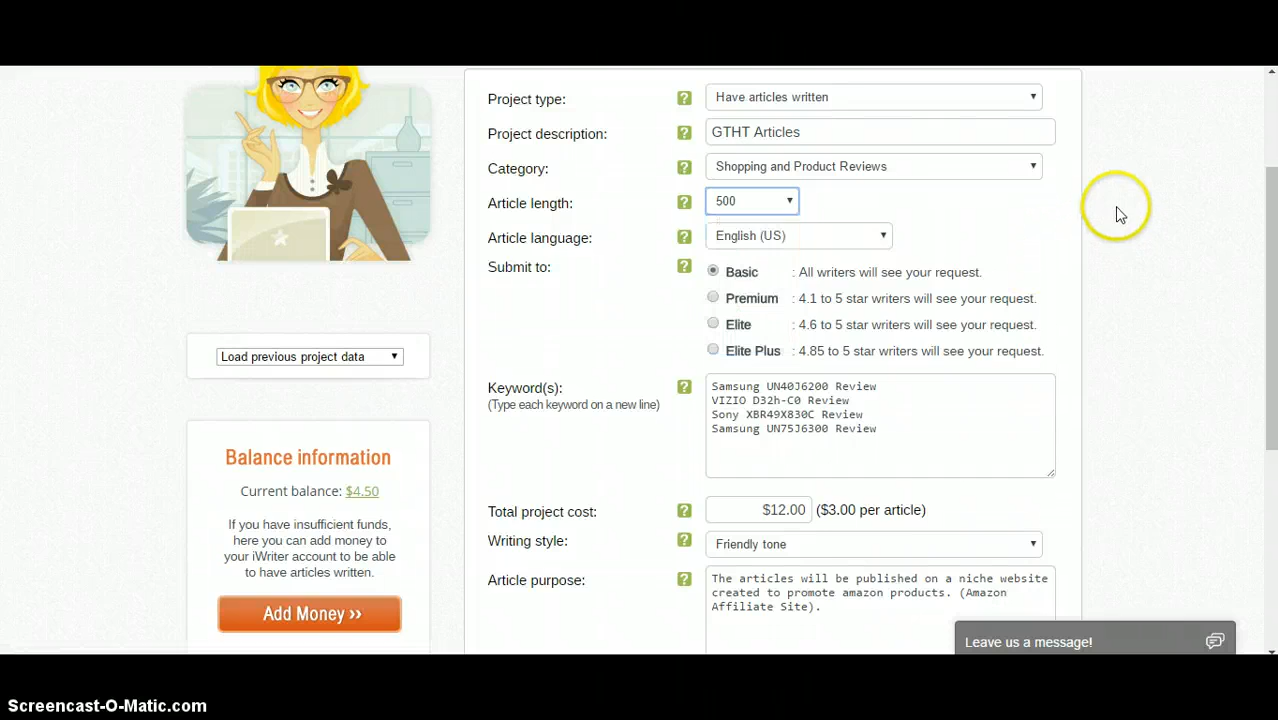 Project type:
Have articles written
Project description:
GTHT Articles
Category:
Shopping and Product Reviews
Article length:
500
Article language:
English (US)
Submit to:
Basic : All writers will see your request.
Premium : 4.1 to 5 star writers will see your request.
Elite : 4.6 to 5 star writers will see your request.
Elite Plus : 4.85 to 5 star writers will see your request.
Load previous project data
Keyword(s):
(Type each keyword on a new line)
Samsung UN40J6200 Review
VIZIO D32h-C0 Review
Sony XBR49X830C Review
Samsung UN75J6300 Review
Balance information
Current balance: $4.50
If you have insufficient funds,
here you can add money to
your iWriter account to be able
to have articles written.
Add Money >>
Total project cost:
$12.00 ($3.00 per article)
Writing style:
Friendly tone
Article purpose:
The articles will be published on a niche website
created to promote amazon products. (Amazon
Affiliate Site).
Leave us a message!
Screencast-O-Matic.com